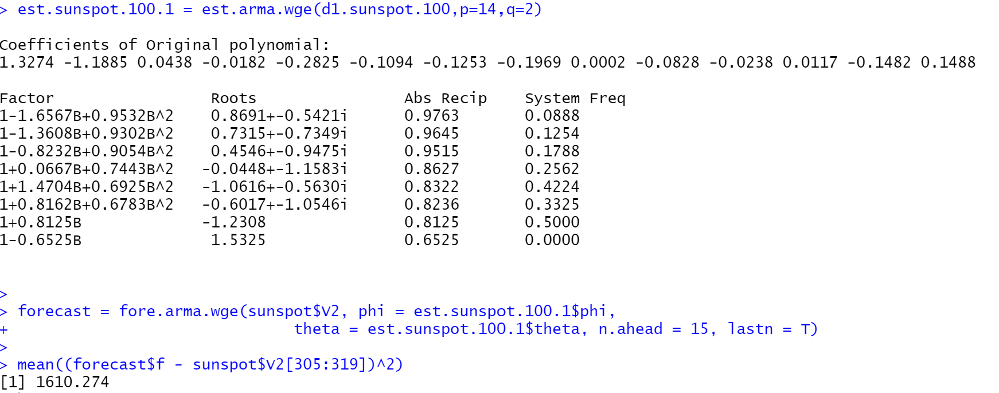 > est.sunspot.100.1 = est.arma.wge(d1.sunspot.100,p=14,q=2)
Coefficients of Original polynomial:
1.3274 -1.1885 0.0438 -0.0182 -0.2825 -0.1094 -0.1253 -0.1969 0.0002 -0.0828 -0.0238 0.0117 -0.1482 0.1488
Factor Roots Abs Recip System Freq
1-1.6567B+0.9532B^2 0.8691+-0.5421i 0.9763 0.0888
1-1.3608B+0.9302B^2 0.7315+-0.7349i 0.9645 0.1254
1-0.8232B+0.9054B^2 0.4546+-0.9475i 0.9515 0.1788
1+0.0667B+0.7443B^2 -0.0448+-1.1583i 0.8627 0.2562
1+1.4704B+0.6925B^2 -1.0616+-0.5630i 0.8322 0.4224
1+0.8162B+0.6783B^2 -0.6017+-1.0546i 0.8236 0.3325
1+0.8125B -1.2308 0.8125 0.5000
1-0.6525B 1.5325 0.6525 0.0000
>
> forecast = fore.arma.wge(sunspot$V2, phi = est.sunspot.100.1$phi,
+ theta = est.sunspot.100.1$theta, n.ahead = 15, lastn = T)
>
> mean((forecast$f - sunspot$V2[305:319])^2)
[1] 1610.274